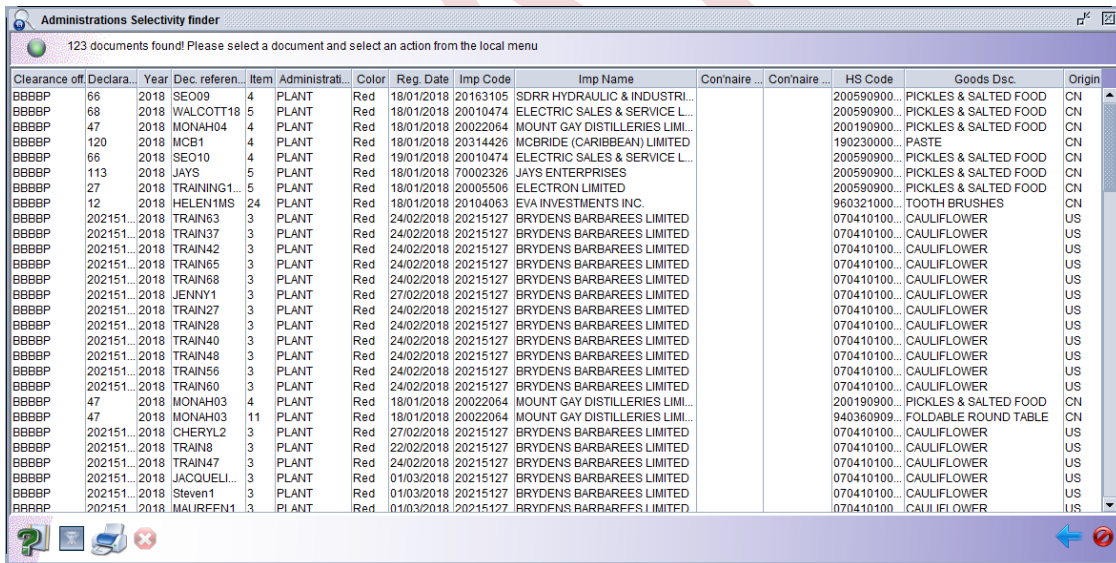 Administrations Selectivity finder
123 documents found! Please select a document and select an action from the local menu
Clearance off. Declara... Year Dec. referen... Item Administrati... Color Reg. Date Imp Code Imp Name Con'naire ... Con'naire ... HS Code Goods Dsc. Origin
BBBBP 66 2018 SEO09 4 PLANT Red 18/01/2018 20163105 SDRR HYDRAULIC & INDUSTRI... 200590900... PICKLES & SALTED FOOD CN
BBBBP 68 2018 WALCOTT18 5 PLANT Red 18/01/2018 20010474 ELECTRIC SALES & SERVICE L... 200590900... PICKLES & SALTED FOOD CN
BBBBP 47 2018 MONAH04 4 PLANT Red 18/01/2018 20022064 MOUNT GAY DISTILLERIES LIMI... 200190900... PICKLES & SALTED FOOD CN
BBBBP 120 2018 MCB1 4 PLANT Red 18/01/2018 20314426 MCBRIDE (CARIBBEAN) LIMITED 190230000... PASTE CN
BBBBP 66 2018 SEO10 4 PLANT Red 19/01/2018 20010474 ELECTRIC SALES & SERVICE L... 200590900... PICKLES & SALTED FOOD CN
BBBBP 113 2018 JAYS 5 PLANT Red 18/01/2018 70002326 JAYS ENTERPRISES 200590900... PICKLES & SALTED FOOD CN
BBBBP 27 2018 TRAINING1... 5 PLANT Red 18/01/2018 20005506 ELECTRON LIMITED 200590900... PICKLES & SALTED FOOD CN
BBBBP 12 2018 HELEN1MS 24 PLANT Red 18/01/2018 20104063 EVA INVESTMENTS INC. 960321000... TOOTH BRUSHES CN
BBBBP 202151... 2018 TRAIN63 3 PLANT Red 24/02/2018 20215127 BRYDENS BARBAREES LIMITED 070410100... CAULIFLOWER US
BBBBP 202151... 2018 TRAIN37 3 PLANT Red 24/02/2018 20215127 BRYDENS BARBAREES LIMITED 070410100... CAULIFLOWER US
BBBBP 202151... 2018 TRAIN42 3 PLANT Red 24/02/2018 20215127 BRYDENS BARBAREES LIMITED 070410100... CAULIFLOWER US
BBBBP 202151... 2018 TRAIN65 3 PLANT Red 24/02/2018 20215127 BRYDENS BARBAREES LIMITED 070410100... CAULIFLOWER US
BBBBP 202151... 2018 TRAIN68 3 PLANT Red 24/02/2018 20215127 BRYDENS BARBAREES LIMITED 070410100... CAULIFLOWER US
BBBBP 202151... 2018 JENNY1 3 PLANT Red 27/02/2018 20215127 BRYDENS BARBAREES LIMITED 070410100... CAULIFLOWER US
BBBBP 202151... 2018 TRAIN27 3 PLANT Red 24/02/2018 20215127 BRYDENS BARBAREES LIMITED 070410100... CAULIFLOWER US
BBBBP 202151... 2018 TRAIN28 3 PLANT Red 24/02/2018 20215127 BRYDENS BARBAREES LIMITED 070410100... CAULIFLOWER US
BBBBP 202151... 2018 TRAIN40 3 PLANT Red 24/02/2018 20215127 BRYDENS BARBAREES LIMITED 070410100... CAULIFLOWER US
BBBBP 202151... 2018 TRAIN48 3 PLANT Red 24/02/2018 20215127 BRYDENS BARBAREES LIMITED 070410100... CAULIFLOWER US
BBBBP 202151... 2018 TRAIN56 3 PLANT Red 24/02/2018 20215127 BRYDENS BARBAREES LIMITED 070410100... CAULIFLOWER US
BBBBP 202151... 2018 TRAIN60 3 PLANT Red 24/02/2018 20215127 BRYDENS BARBAREES LIMITED 070410100... CAULIFLOWER US
BBBBP 47 2018 MONAH03 4 PLANT Red 18/01/2018 20022064 MOUNT GAY DISTILLERIES LIMI... 200190900... PICKLES & SALTED FOOD CN
BBBBP 47 2018 MONAH03 11 PLANT Red 18/01/2018 20022064 MOUNT GAY DISTILLERIES LIMI... 940360909... FOLDABLE ROUND TABLE CN
BBBBP 202151... 2018 CHERYL2 3 PLANT Red 27/02/2018 20215127 BRYDENS BARBAREES LIMITED 070410100... CAULIFLOWER US
BBBBP 202151... 2018 TRAIN8 3 PLANT Red 22/02/2018 20215127 BRYDENS BARBAREES LIMITED 070410100... CAULIFLOWER US
BBBBP 202151... 2018 TRAIN47 3 PLANT Red 24/02/2018 20215127 BRYDENS BARBAREES LIMITED 070410100... CAULIFLOWER US
BBBBP 202151... 2018 JACQUELI... 3 PLANT Red 01/03/2018 20215127 BRYDENS BARBAREES LIMITED 070410100... CAULIFLOWER US
BBBBP 202151... 2018 Steven1 3 PLANT Red 01/03/2018 20215127 BRYDENS BARBAREES LIMITED 070410100... CAULIFLOWER US
BBBBP 202151... 2018 MAUREEN1 3 PLANT Red 01/03/2018 20215127 BRYDENS BARBAREES LIMITED 070410100... CAULIFLOWER US